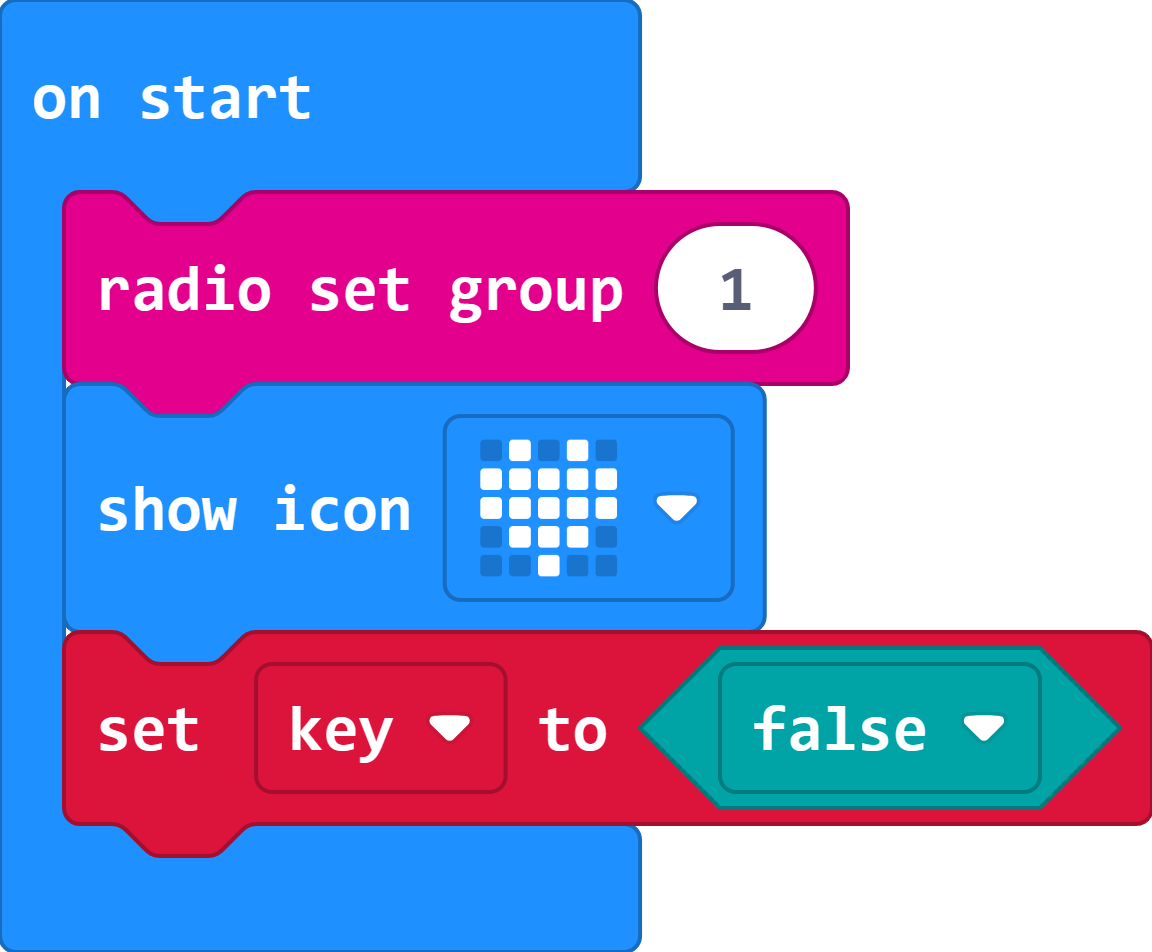 on start
radio set group 1
show icon
set key to false